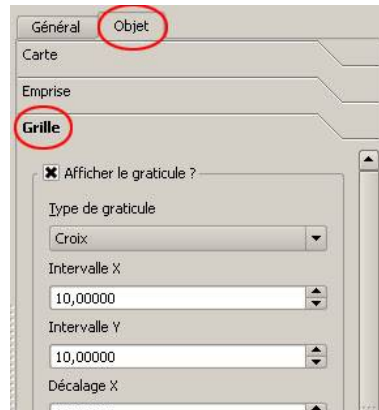 Général Objet
Carte
Emprise
Grille
Afficher le graticule ?
Type de graticule
Croix
Intervalle X
10,00000
Intervalle Y
10,00000
Décalage X